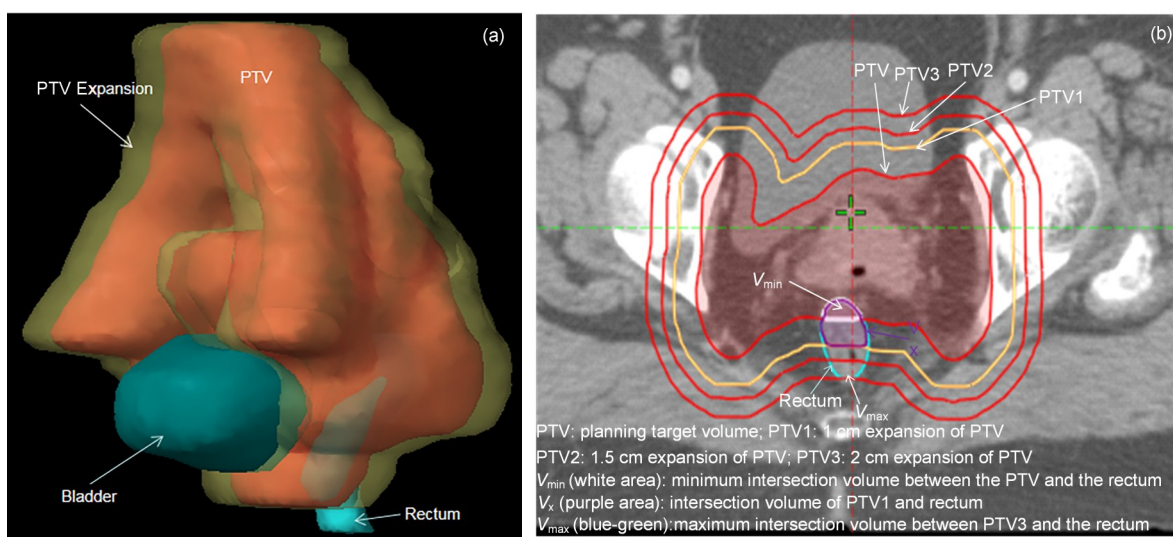 (a)
PTV
PTV Expansion
Bladder
Rectum
(b)
PTV
PTV3
PTV2
PTV1
Vmin
x
Rectum
Vmax
PTV: planning target volume; PTV1: 1 cm expansion of PTV
PTV2: 1.5 cm expansion of PTV; PTV3: 2 cm expansion of PTV
Vmin (white area): minimum intersection volume between the PTV and the rectum
Vx (purple area): intersection volume of PTV1 and rectum
Vmax (blue-green):maximum intersection volume between PTV3 and the rectum